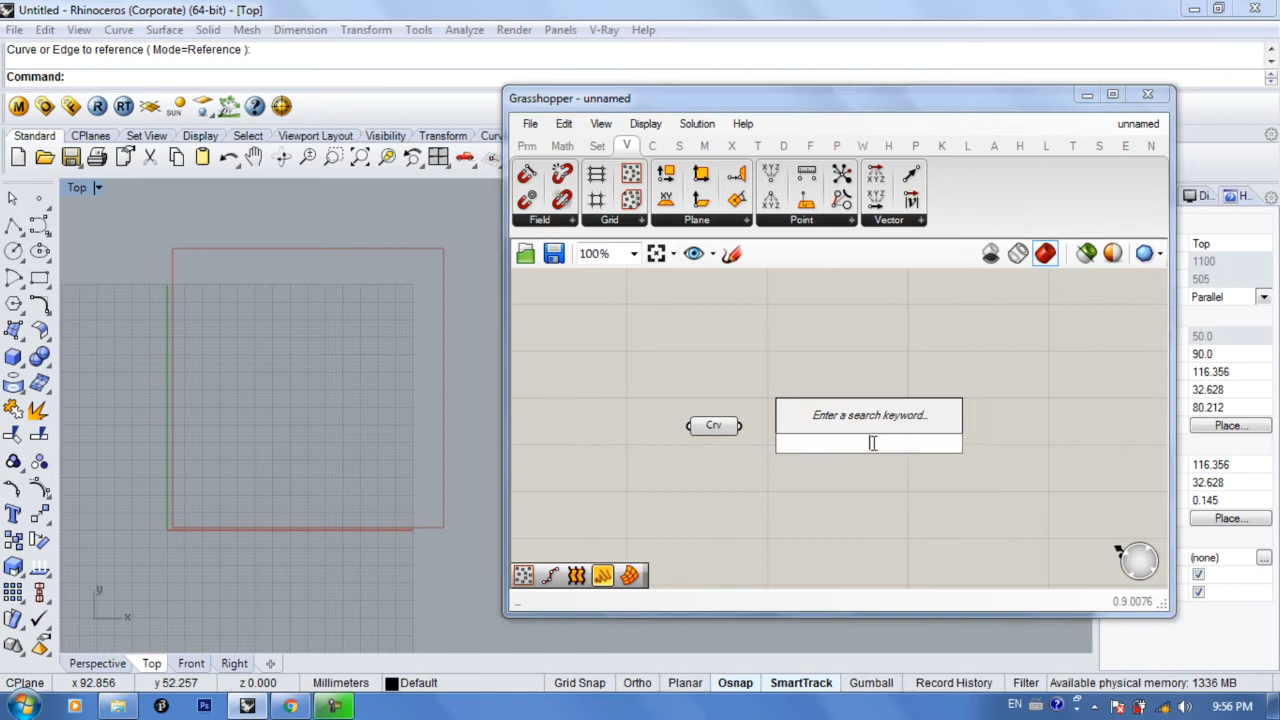 Untitled - Rhinoceros (Corporate) (64-bit) - [Top]
File Edit View Curve Surface Solid Mesh Dimension Transform Tools Analyze Render Panels V-Ray Help
Curve or Edge to reference ( Mode=Reference ):
Command:
Standard CPlanes Set View Display Select Viewport Layout Visibility Transform Curv
Top
Grasshopper - unnamed
File Edit View Display Solution Help unnamed
Prm Math Set V C S M X T D F P W H P K L A H L T S E N
Field Grid Plane Point Vector
100%
Enter a search keyword..
Crv
0.9.0076
Di... H...
Top
1100
505
Parallel
50.0
90.0
116.356
32.628
80.212
Place...
116.356
32.628
0.145
Place...
(none) ...
y
x
Perspective Top Front Right
CPlane x 92.856 y 52.257 z 0.000 Millimeters Default Grid Snap Ortho Planar Osnap SmartTrack Gumball Record History Filter Available physical memory: 1336 MB
EN 9:56 PM